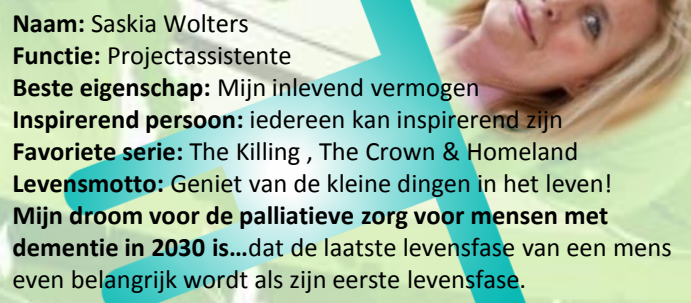 Naam: Saskia Wolters
Functie: Projectassistente
Beste eigenschap: Mijn inlevend vermogen
Inspirerend persoon: iedereen kan inspirerend zijn
Favoriete serie: The Killing , The Crown & Homeland
Levensmotto: Geniet van de kleine dingen in het leven!
Mijn droom voor de palliatieve zorg voor mensen met
dementie in 2030 is…dat de laatste levensfase van een mens
even belangrijk wordt als zijn eerste levensfase.